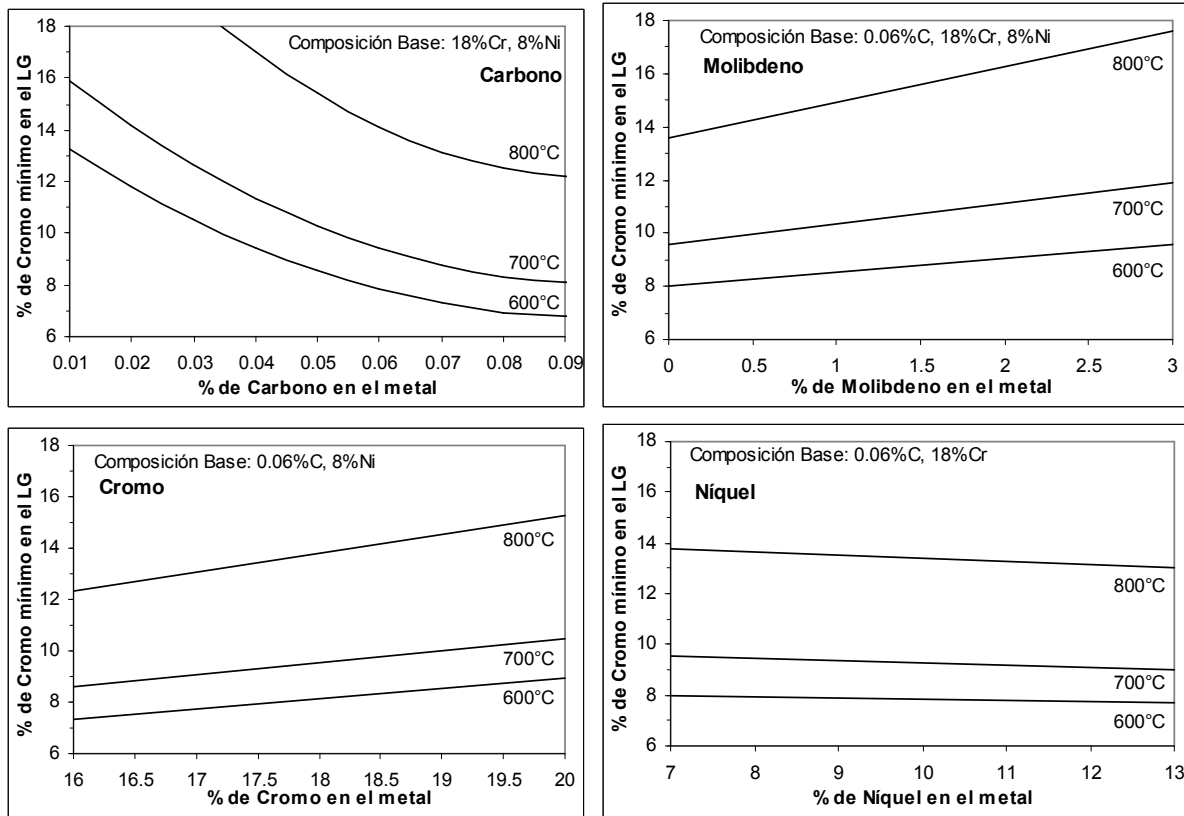 % de Cromo mínimo en el LG
18
16
14
12
10
8
6
Composición Base: 18%Cr, 8%Ni
Carbono
800°C
700°C
600°C
0.01 0.02 0.03 0.04 0.05 0.06 0.07 0.08 0.09
% de Carbono en el metal
% de Cromo mínimo en el LG
18
16
14
12
10
8
6
Composición Base: 0.06%C, 18%Cr, 8%Ni
Molibdeno
800°C
700°C
600°C
0 0.5 1 1.5 2 2.5 3
% de Molibdeno en el metal
% de Cromo mínimo en el LG
18
16
14
12
10
8
6
Composición Base: 0.06%C, 8%Ni
Cromo
800°C
700°C
600°C
16 16.5 17 17.5 18 18.5 19 19.5 20
% de Cromo en el metal
% de Cromo mínimo en el LG
18
16
14
12
10
8
6
Composición Base: 0.06%C, 18%Cr
Níquel
800°C
700°C
600°C
7 8 9 10 11 12 13
% de Níquel en el metal